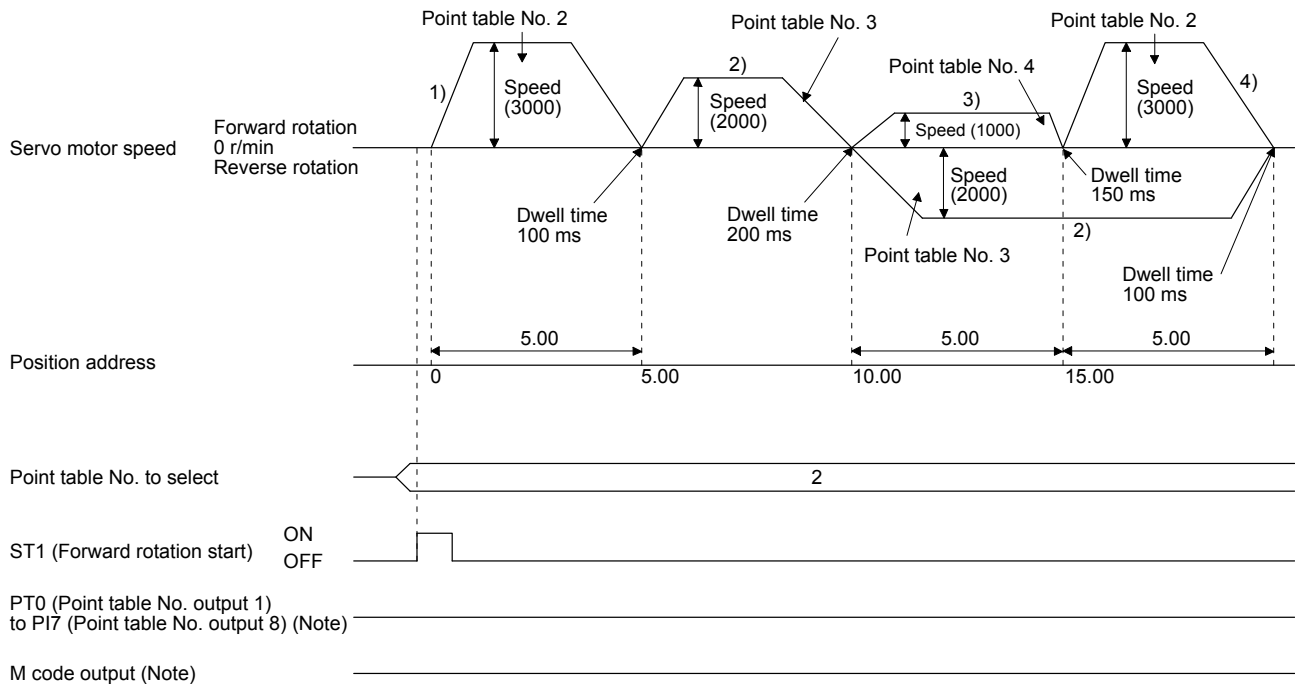 Point table No. 2
Point table No. 3
Point table No. 2
Point table No. 4
1)
Speed
(3000)
2)
Speed
(2000)
3)
Speed (1000)
Speed
(3000)
4)
Servo motor speed
Forward rotation
0 r/min
Reverse rotation
Dwell time
100 ms
Dwell time
200 ms
Speed
(2000)
Dwell time
150 ms
Point table No. 3
2)
Dwell time
100 ms
5.00
5.00
5.00
Position address
0
5.00
10.00
15.00
Point table No. to select
2
ST1 (Forward rotation start)
ON
OFF
PT0 (Point table No. output 1)
to PI7 (Point table No. output 8) (Note)
M code output (Note)